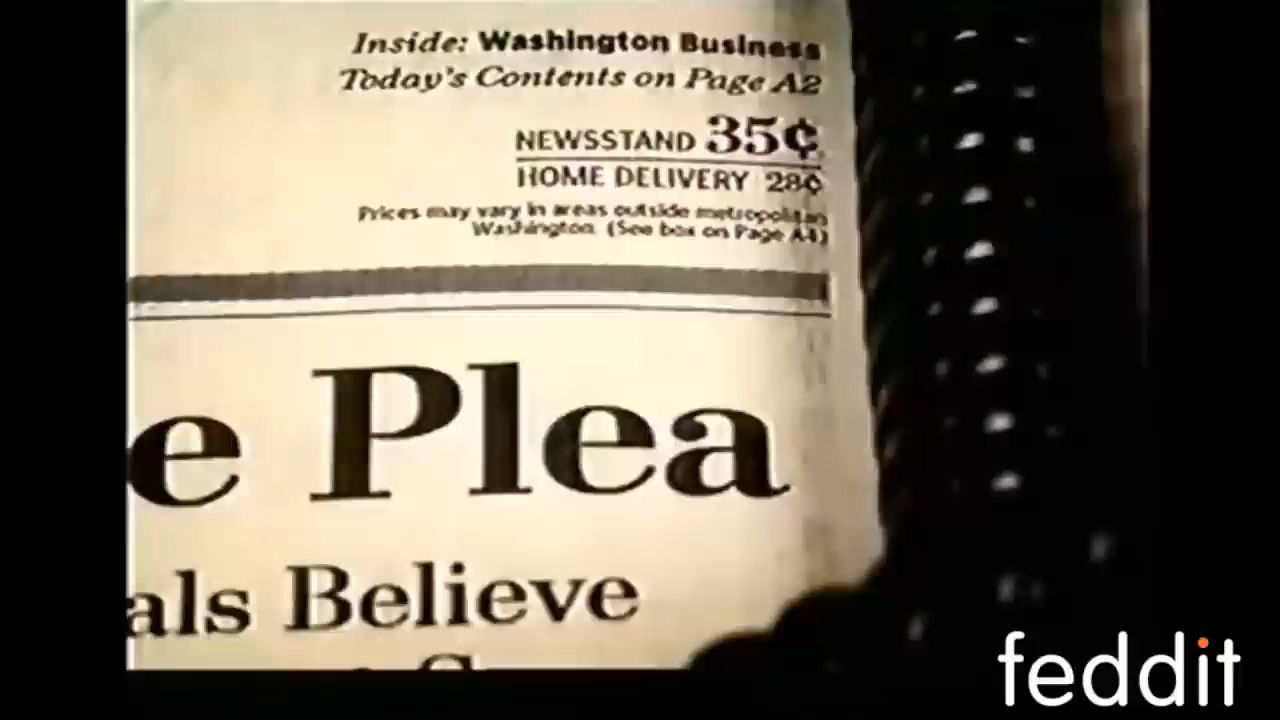 Inside: Washington Business
Today's Contents on Page A2
NEWSSTAND 35¢
HOME DELIVERY 28¢
Prices may vary in areas outside metropolitan
Washington. (See box on Page A4)
e Plea
als Believe
feddit